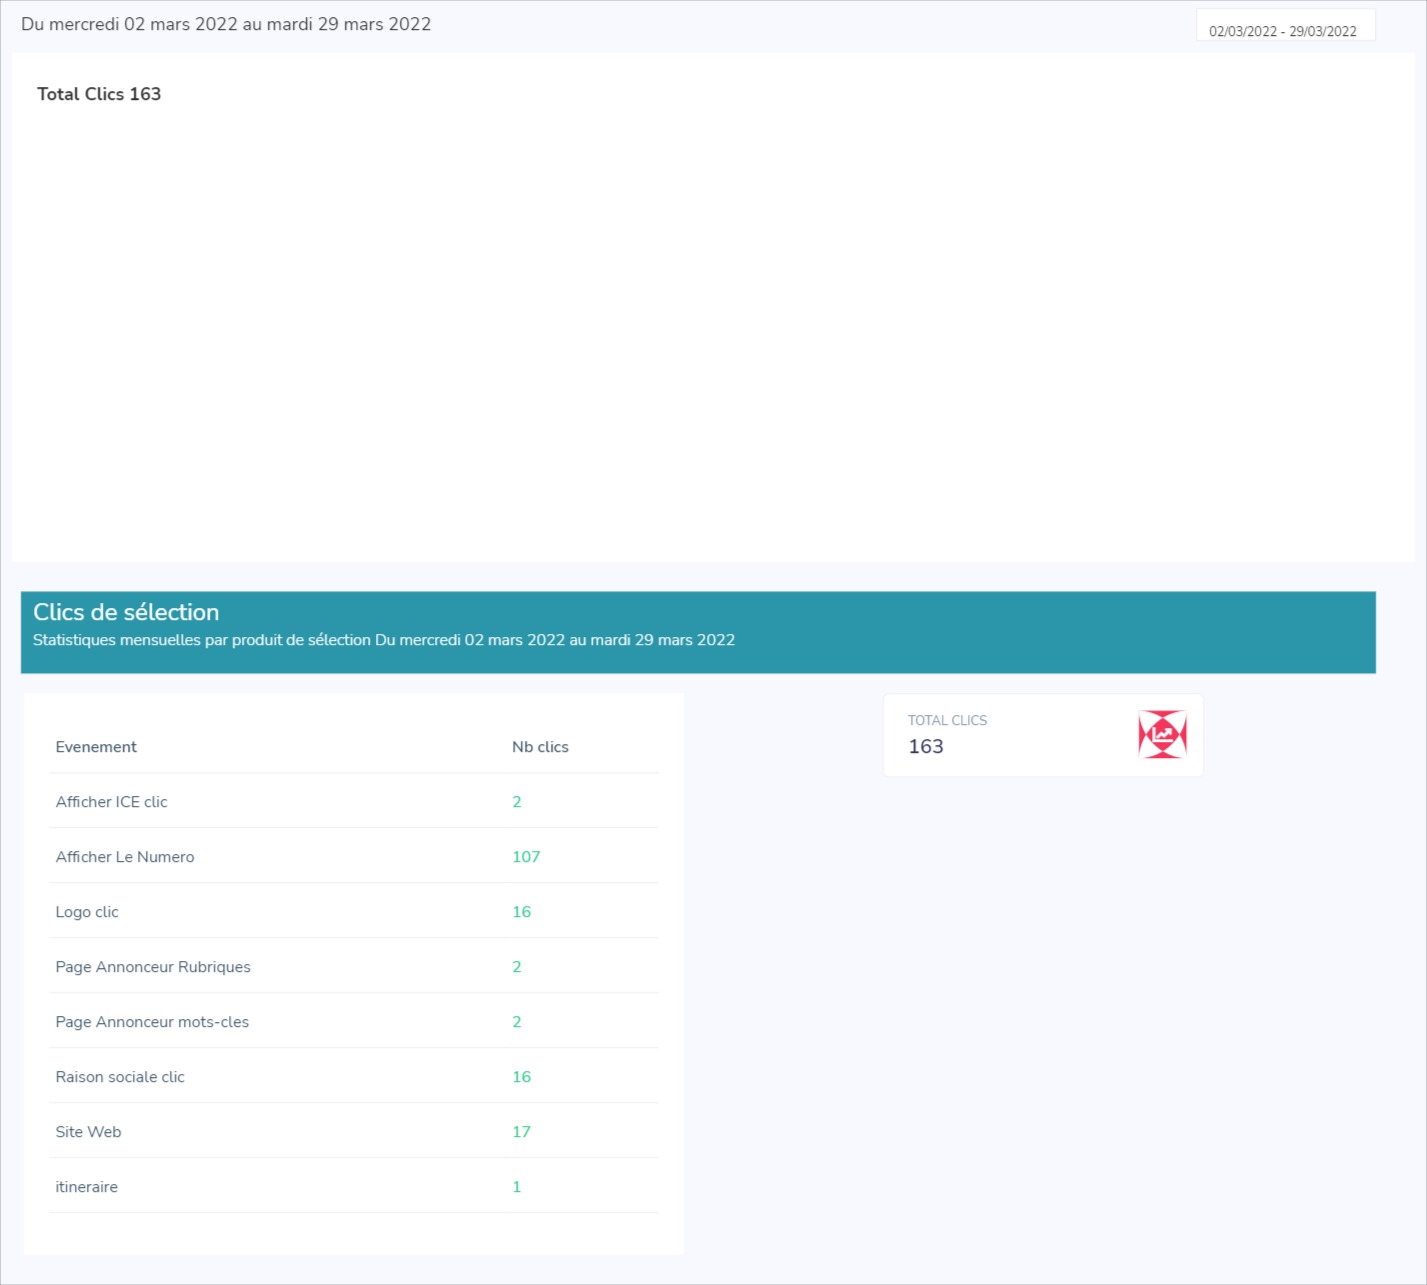 Du mercredi 02 mars 2022 au mardi 29 mars 2022
02/03/2022 - 29/03/2022
Total Clics 163
Clics de sélection
Statistiques mensuelles par produit de sélection Du mercredi 02 mars 2022 au mardi 29 mars 2022
Evenement Nb clics
Afficher ICE clic 2
Afficher Le Numero 107
Logo clic 16
Page Annonceur Rubriques 2
Page Annonceur mots-cles 2
Raison sociale clic 16
Site Web 17
itineraire 1
TOTAL CLICS
163